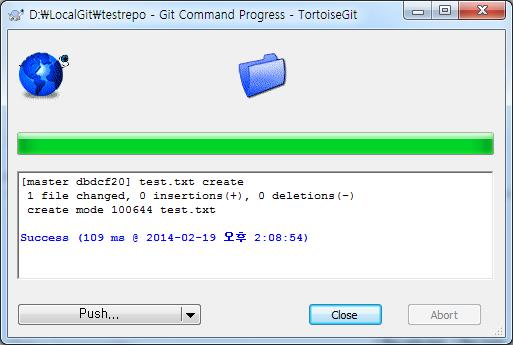 D:₩LocalGit₩testrepo - Git Command Progress - TortoiseGit
[master dbdcf20] test.txt create
1 file changed, 0 insertions(+), 0 deletions(-)
create mode 100644 test.txt
Success (109 ms @ 2014-02-19 오후 2:08:54)
Push...
Close
Abort